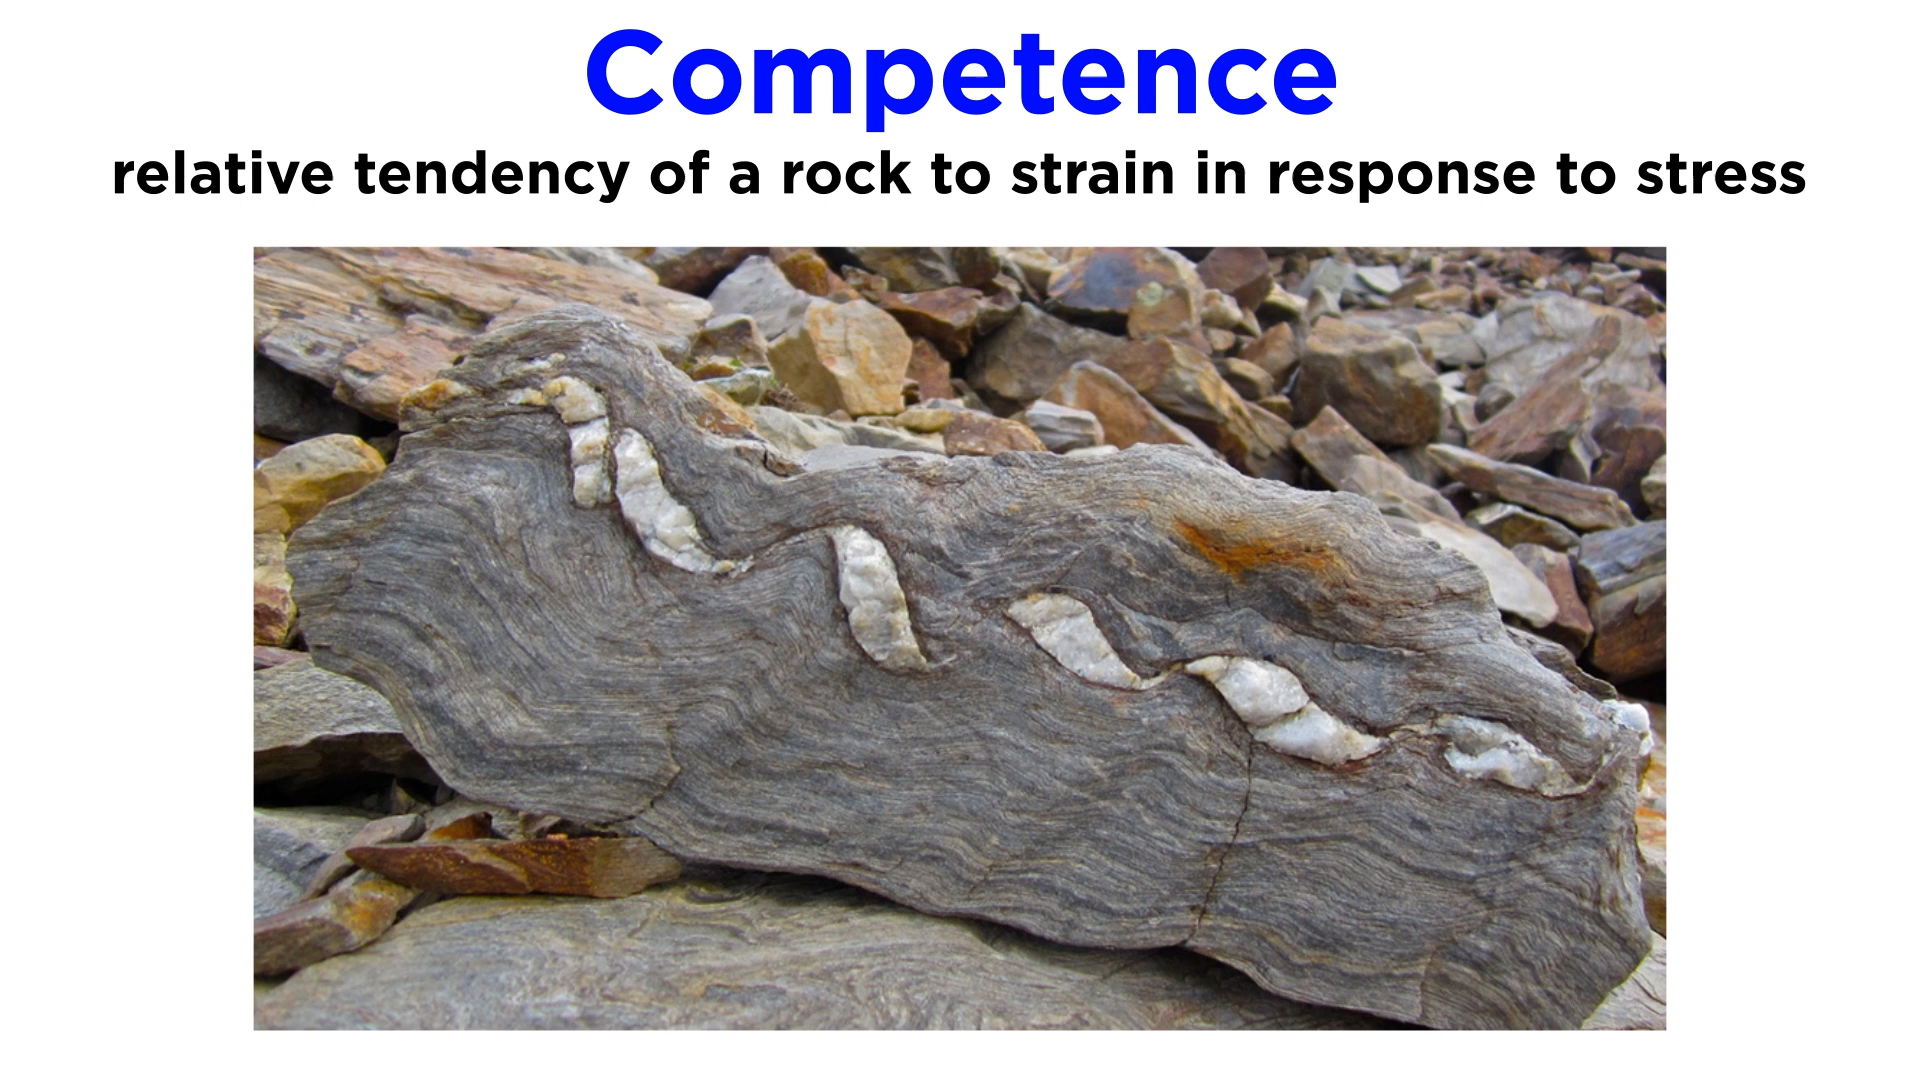 Competence
relative tendency of a rock to strain in response to stress